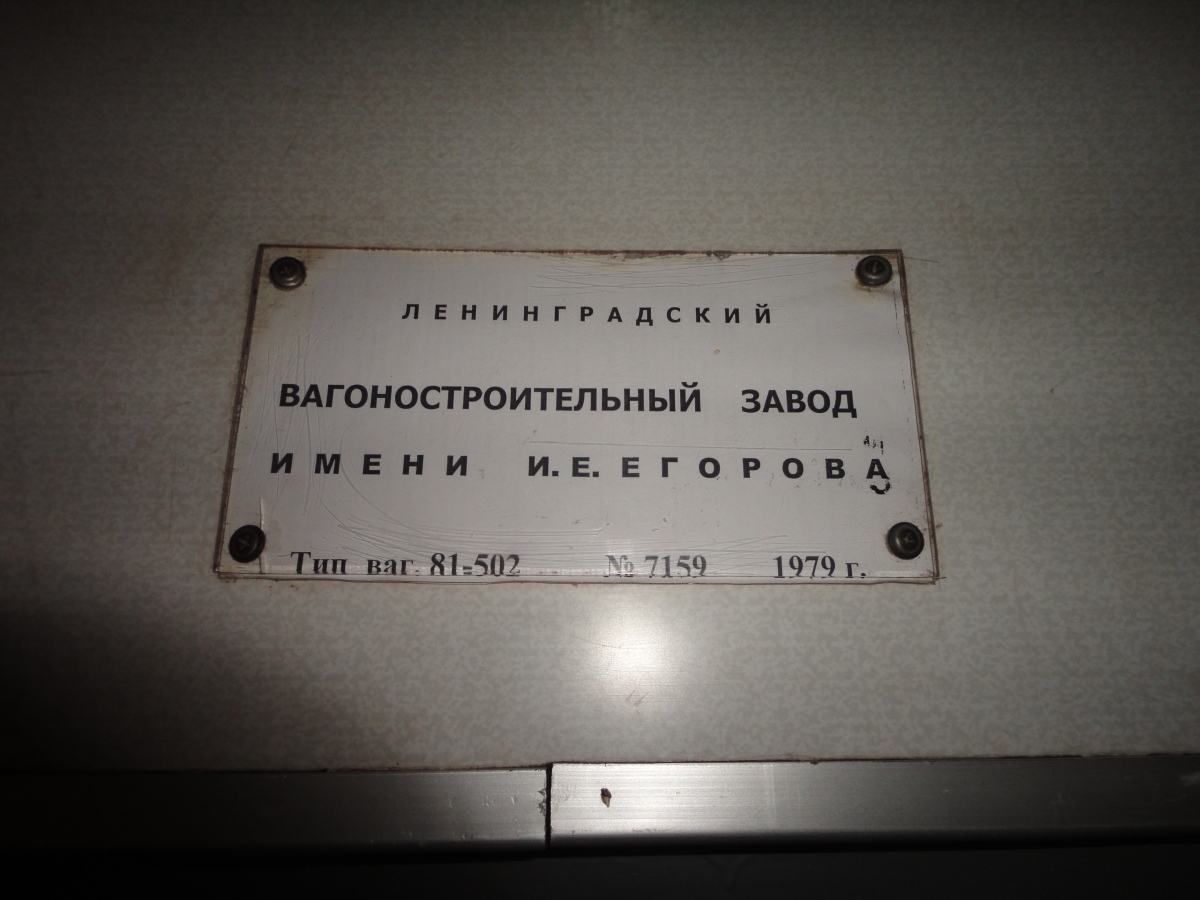 ЛЕНИНГРАДСКИЙ
ВАГОНОСТРОИТЕЛЬНЫЙ ЗАВОД
ИМЕНИ И.Е. ЕГОРОВА
Тип ваг. 81-502 № 7159 1979 г.